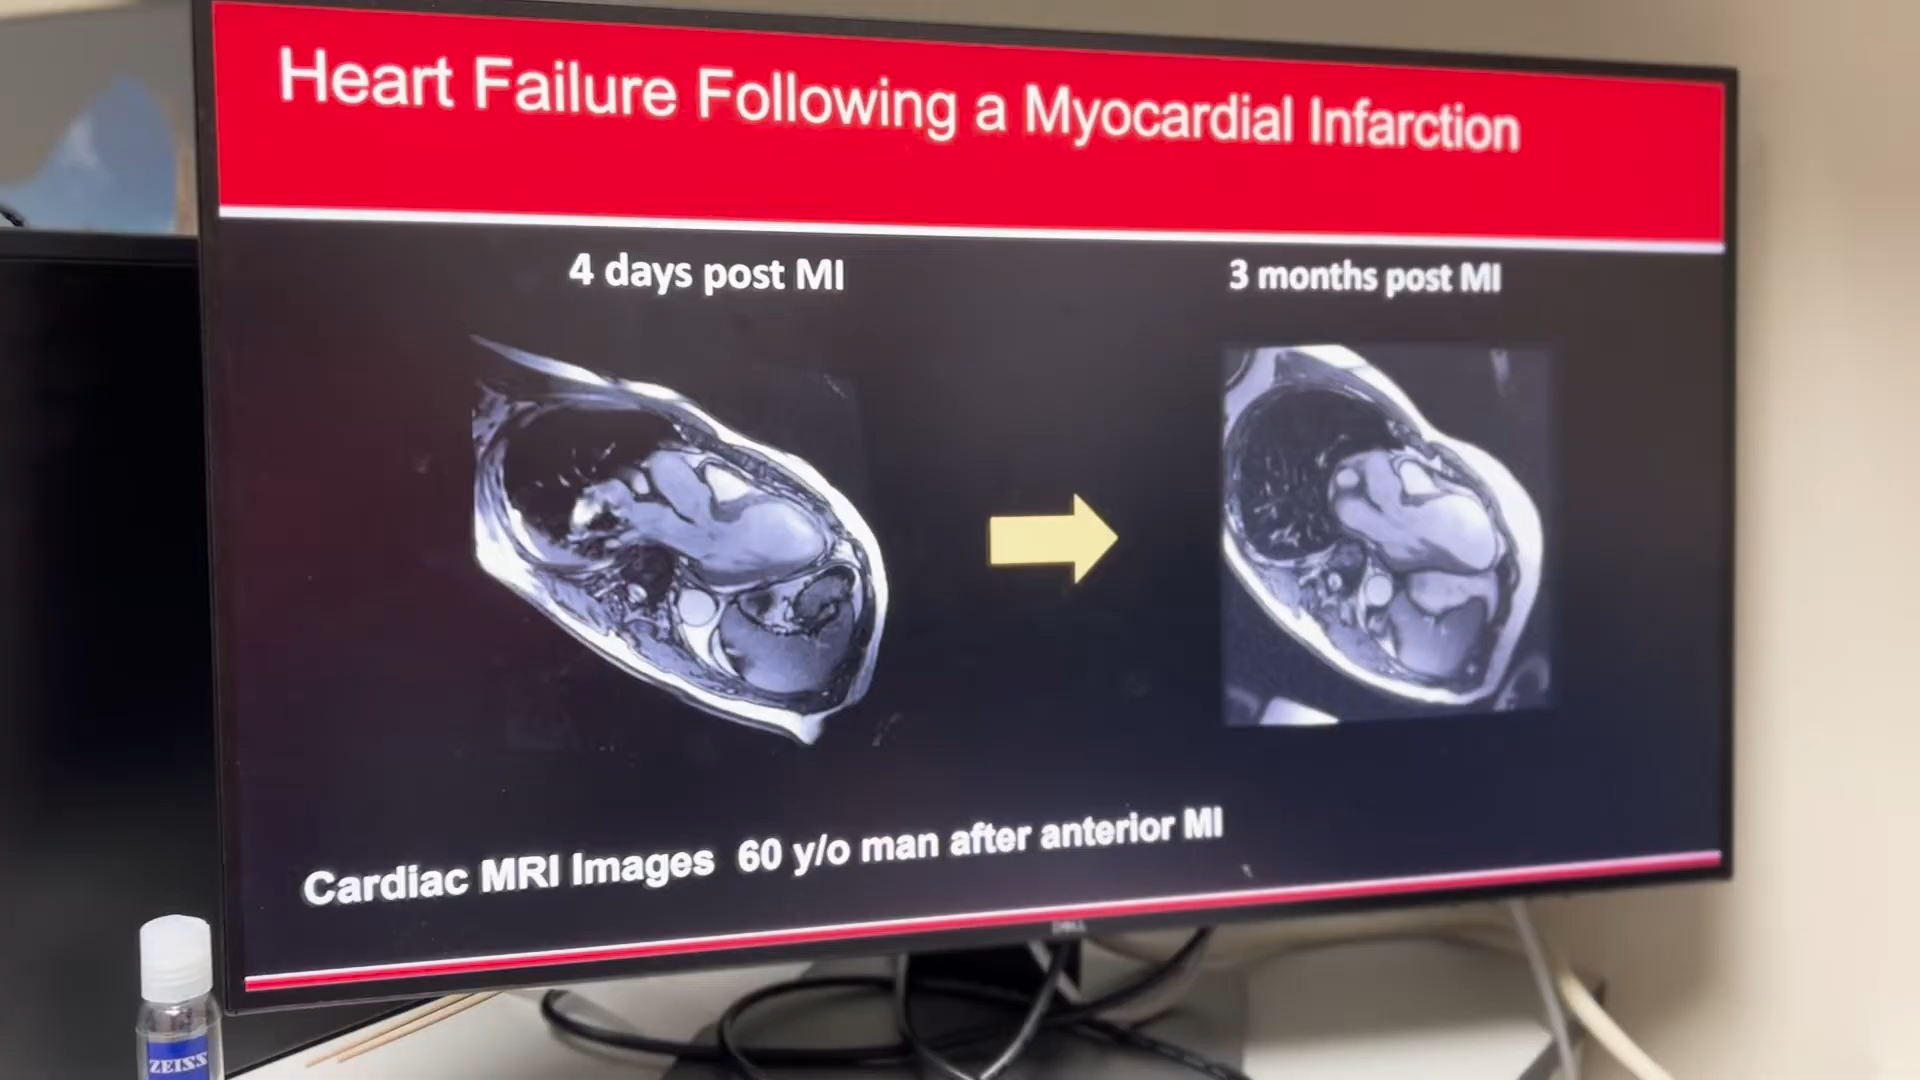 Heart Failure Following a Myocardial Infarction
4 days post MI
3 months post MI
Cardiac MRI Images 60 y/o man after anterior MI
DELL
ZEISS